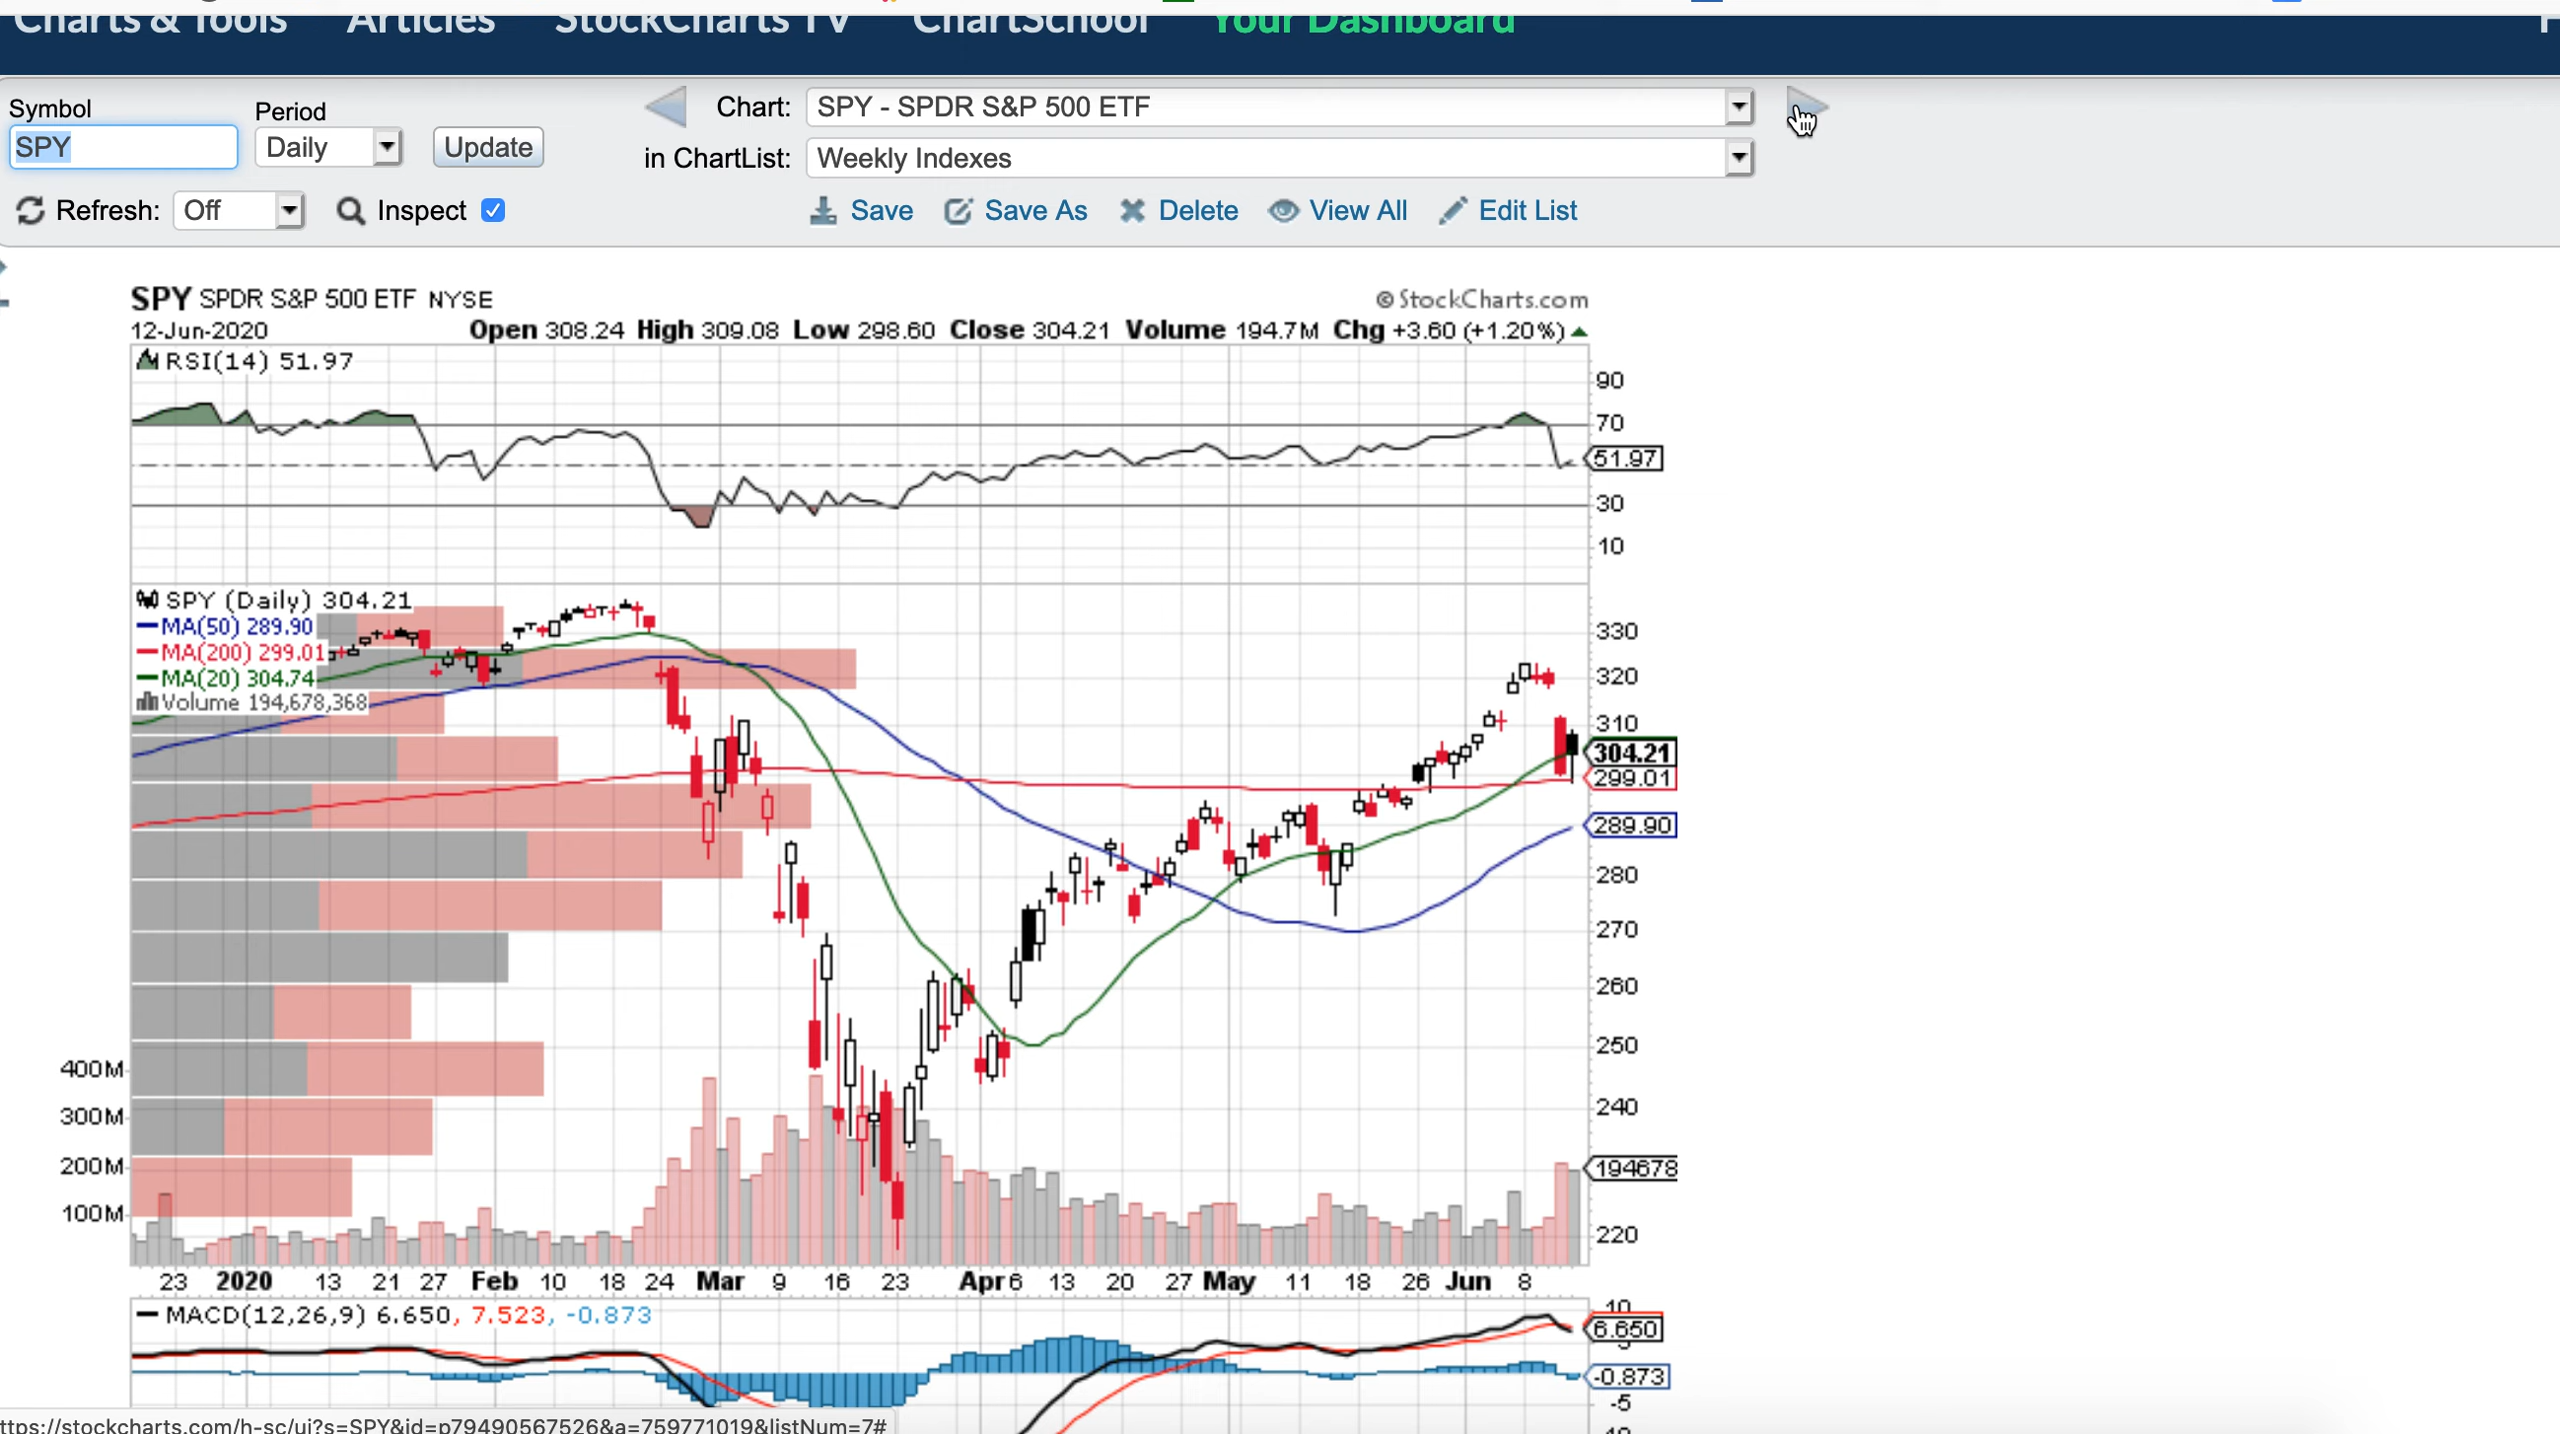 Charts & Tools Articles StockCharts TV ChartSchool Your Dashboard
Symbol Period Chart: SPY - SPDR S&P 500 ETF
SPY Daily Update in ChartList: Weekly Indexes
Refresh: Off Inspect Save Save As Delete View All Edit List
SPY SPDR S&P 500 ETF NYSE © StockCharts.com
12-Jun-2020 Open 308.24 High 309.08 Low 298.60 Close 304.21 Volume 194.7M Chg +3.60 (+1.20%)
RSI(14) 51.97
90
70
51.97
30
10
SPY (Daily) 304.21
MA(50) 289.90
MA(200) 299.01
MA(20) 304.74
Volume 194,678,368
330
320
310
304.21
299.01
289.90
280
270
260
250
400M
300M 240
200M 194678
100M
220
23 2020 13 21 27 Feb 10 18 24 Mar 9 16 23 Apr 6 13 20 27 May 11 18 26 Jun 8
MACD(12,26,9) 6.650, 7.523, -0.873
10
6.650
-0.873
-5
ttps://stockcharts.com/h-sc/ui?s=SPY&id=p79490567526&a=759771019&listNum=7#